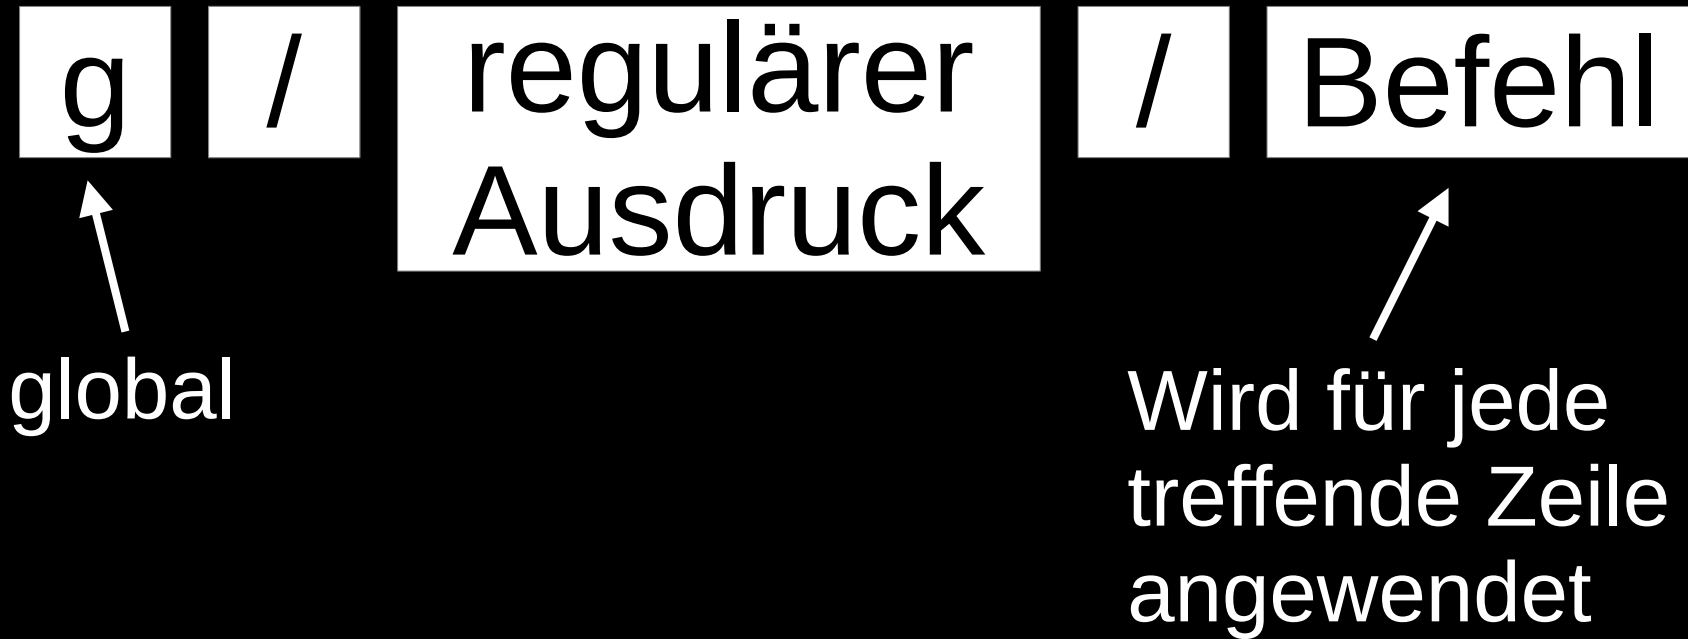 g / regulärer / Befehl
Ausdruck
global
Wird für jede
treffende Zeile
angewendet